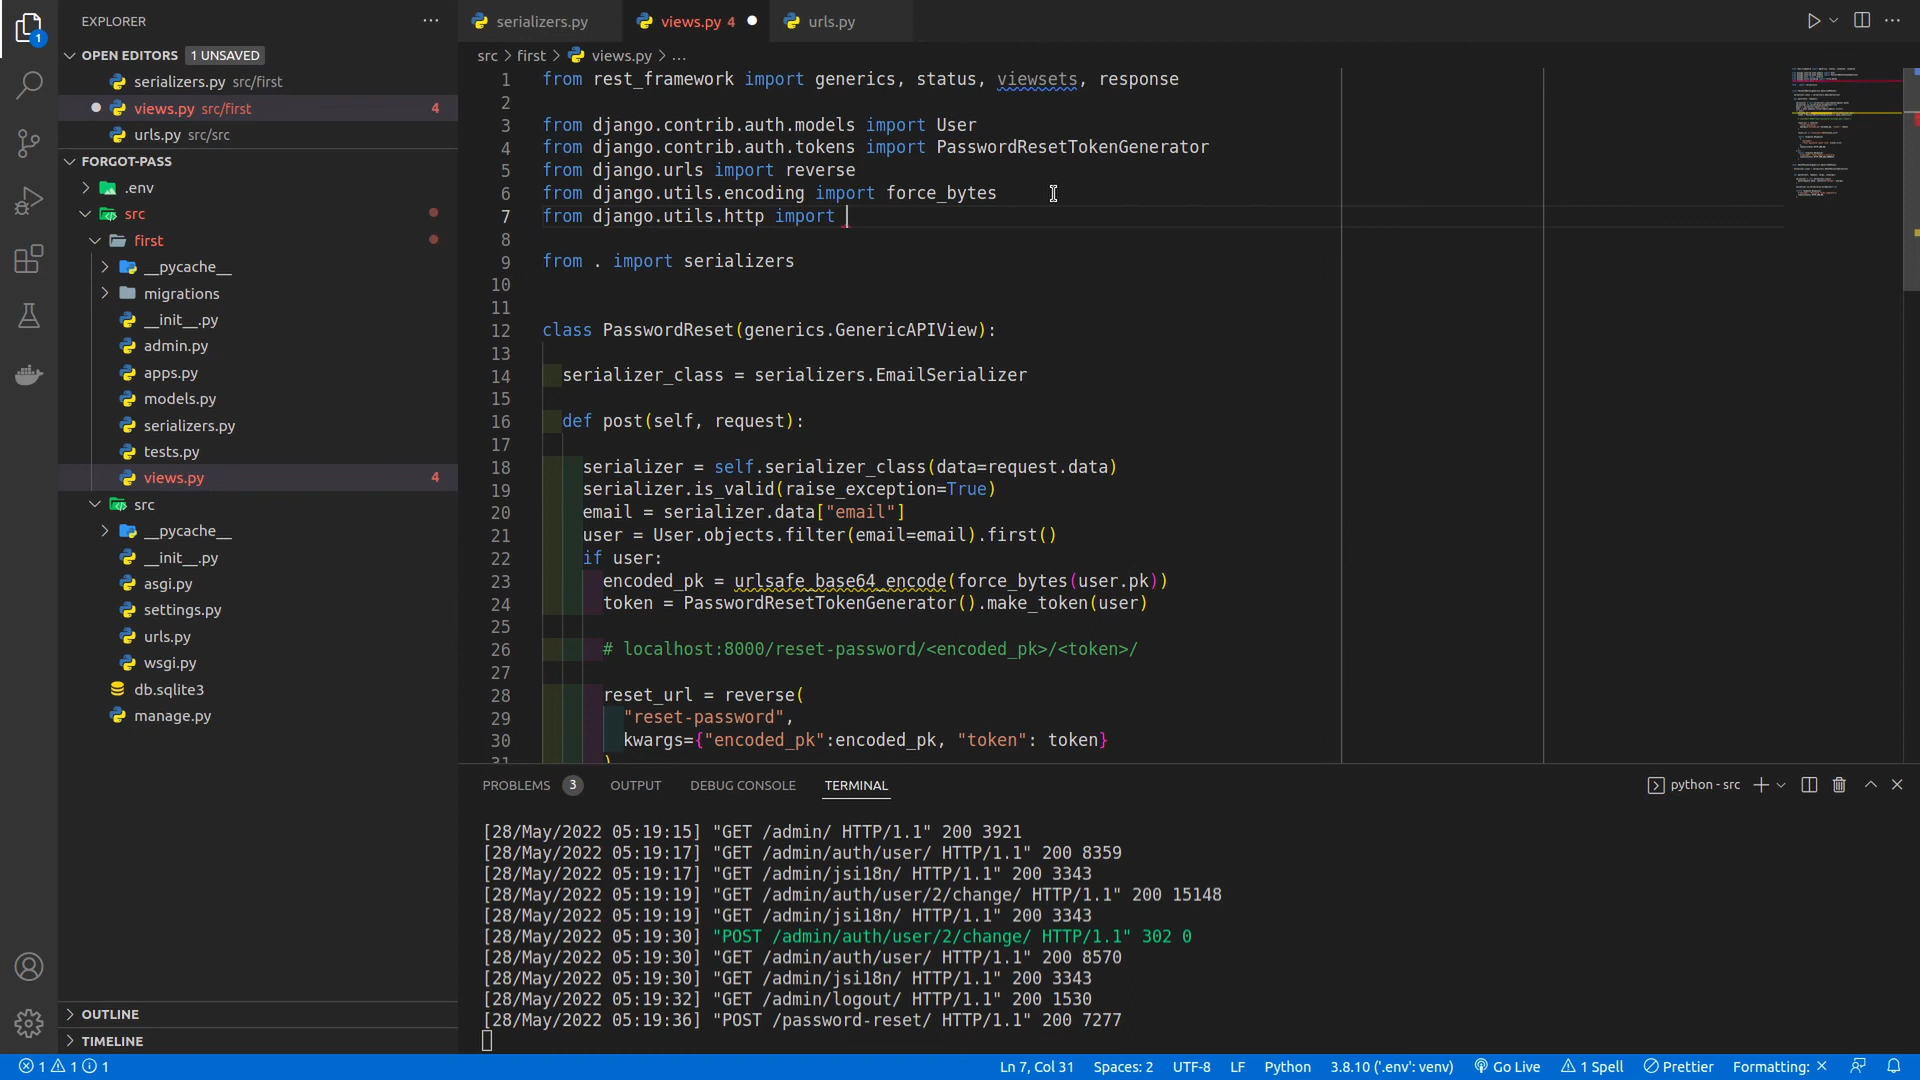 EXPLORER
OPEN EDITORS 1 UNSAVED
serializers.py src/first
views.py src/first 4
urls.py src/src
FORGOT-PASS
.env
src
first
__pycache__
migrations
__init__.py
admin.py
apps.py
models.py
serializers.py
tests.py
views.py 4
src
__pycache__
__init__.py
asgi.py
settings.py
urls.py
wsgi.py
db.sqlite3
manage.py
OUTLINE
TIMELINE
serializers.py views.py 4 urls.py
src > first > views.py > ...
1 from rest_framework import generics, status, viewsets, response
2
3 from django.contrib.auth.models import User
4 from django.contrib.auth.tokens import PasswordResetTokenGenerator
5 from django.urls import reverse
6 from django.utils.encoding import force_bytes
7 from django.utils.http import
8
9 from . import serializers
10
11
12 class PasswordReset(generics.GenericAPIView):
13
14 serializer_class = serializers.EmailSerializer
15
16 def post(self, request):
17
18 serializer = self.serializer_class(data=request.data)
19 serializer.is_valid(raise_exception=True)
20 email = serializer.data["email"]
21 user = User.objects.filter(email=email).first()
22 if user:
23 encoded_pk = urlsafe_base64_encode(force_bytes(user.pk))
24 token = PasswordResetTokenGenerator().make_token(user)
25
26 # localhost:8000/reset-password/<encoded_pk>/<token>/
27
28 reset_url = reverse(
29 "reset-password",
30 kwargs={"encoded_pk":encoded_pk, "token": token}
31 )
PROBLEMS 3 OUTPUT DEBUG CONSOLE TERMINAL python - src
[28/May/2022 05:19:15] "GET /admin/ HTTP/1.1" 200 3921
[28/May/2022 05:19:17] "GET /admin/auth/user/ HTTP/1.1" 200 8359
[28/May/2022 05:19:17] "GET /admin/jsi18n/ HTTP/1.1" 200 3343
[28/May/2022 05:19:19] "GET /admin/auth/user/2/change/ HTTP/1.1" 200 15148
[28/May/2022 05:19:19] "GET /admin/jsi18n/ HTTP/1.1" 200 3343
[28/May/2022 05:19:30] "POST /admin/auth/user/2/change/ HTTP/1.1" 302 0
[28/May/2022 05:19:30] "GET /admin/auth/user/ HTTP/1.1" 200 8570
[28/May/2022 05:19:30] "GET /admin/jsi18n/ HTTP/1.1" 200 3343
[28/May/2022 05:19:32] "GET /admin/logout/ HTTP/1.1" 200 1530
[28/May/2022 05:19:36] "POST /password-reset/ HTTP/1.1" 200 7277
1 1 1 Ln 7, Col 31 Spaces: 2 UTF-8 LF Python 3.8.10 ('.env': venv) Go Live 1 Spell Prettier Formatting: ×